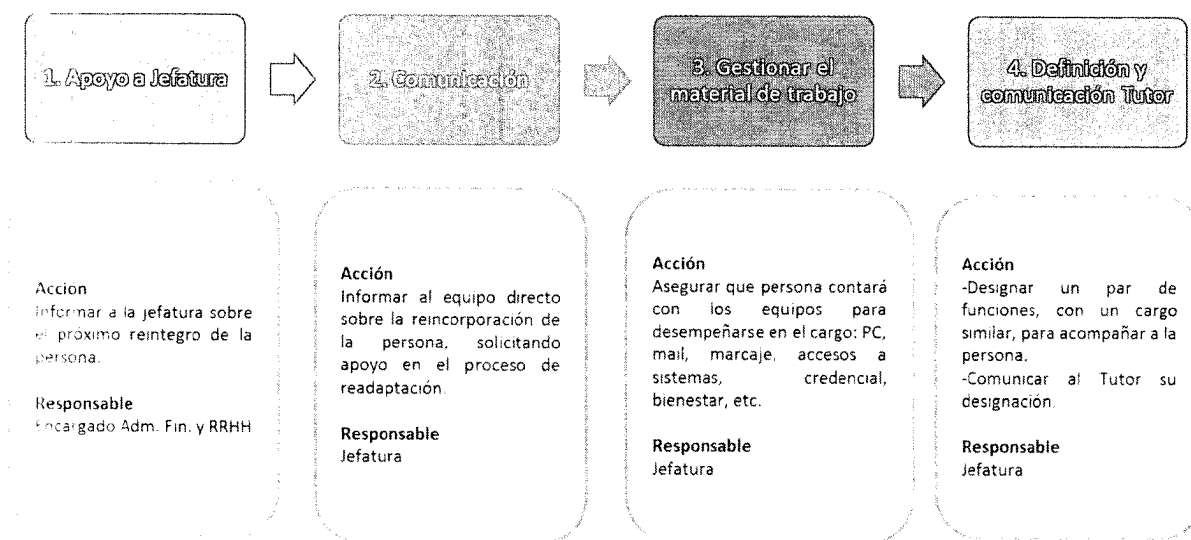 1. Apoyo a Jefatura
2. Comunicación
3. Gestionar el
material de trabajo
4. Definición y
comunicación Tutor
Acción
Informar a la jefatura sobre
el próximo reintegro de la
persona.
Responsable
Encargado Adm. Fin. y RRHH
Acción
Informar al equipo directo
sobre la reincorporación de
la persona, solicitando
apoyo en el proceso de
readaptación.
Responsable
Jefatura
Acción
Asegurar que persona contará
con los equipos para
desempeñarse en el cargo: PC,
mail, marcaje, accesos a
sistemas, credencial,
bienestar, etc.
Responsable
Jefatura
Acción
-Designar un par de
funciones, con un cargo
similar, para acompañar a la
persona.
-Comunicar al Tutor su
designación.
Responsable
Jefatura